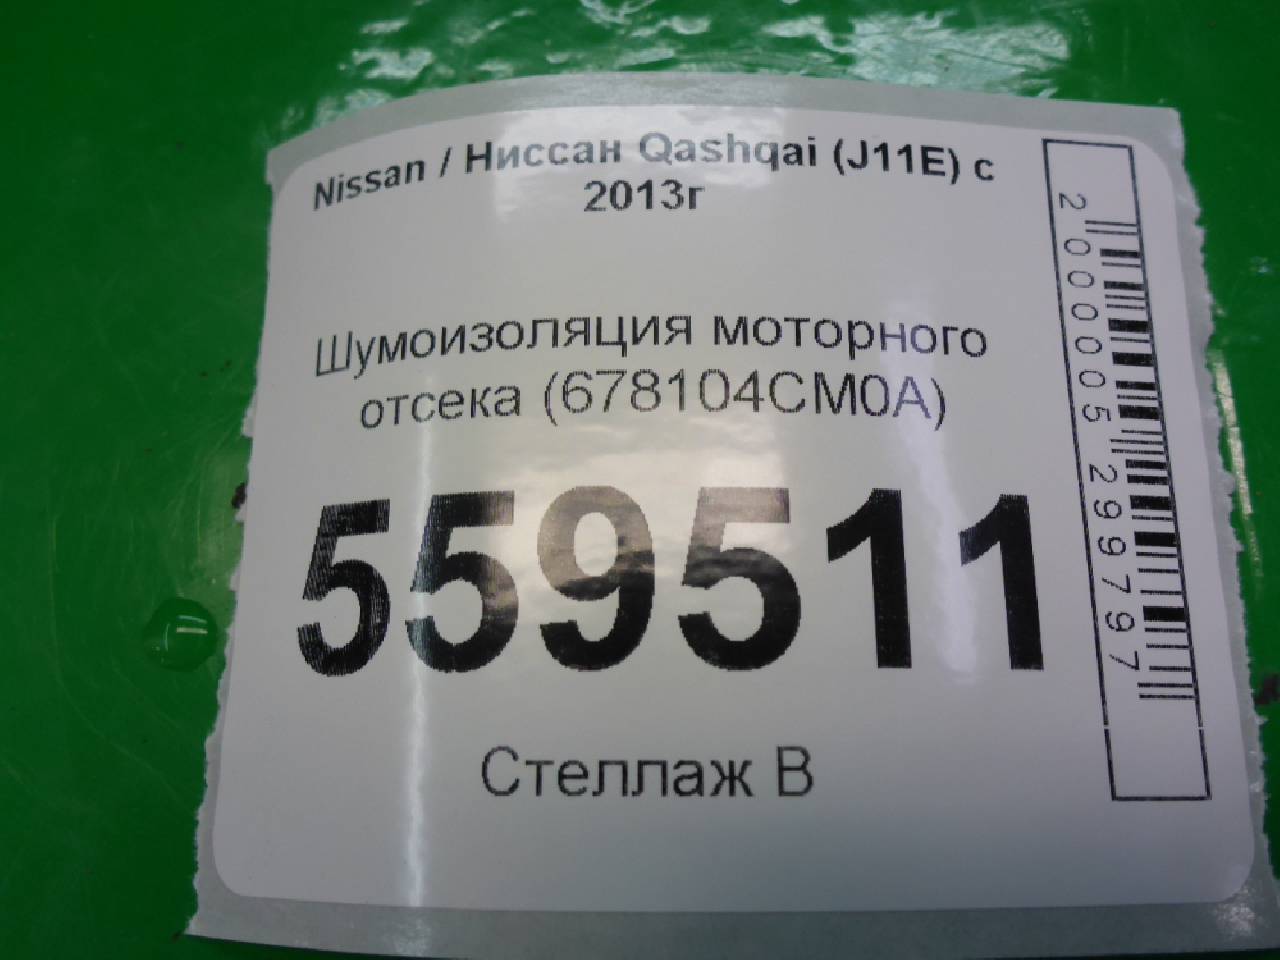 Nissan / Ниссан Qashqai (J11E) с
2013г
Шумоизоляция моторного
отсека (678104CM0A)
559511
Стеллаж В
2000005299797